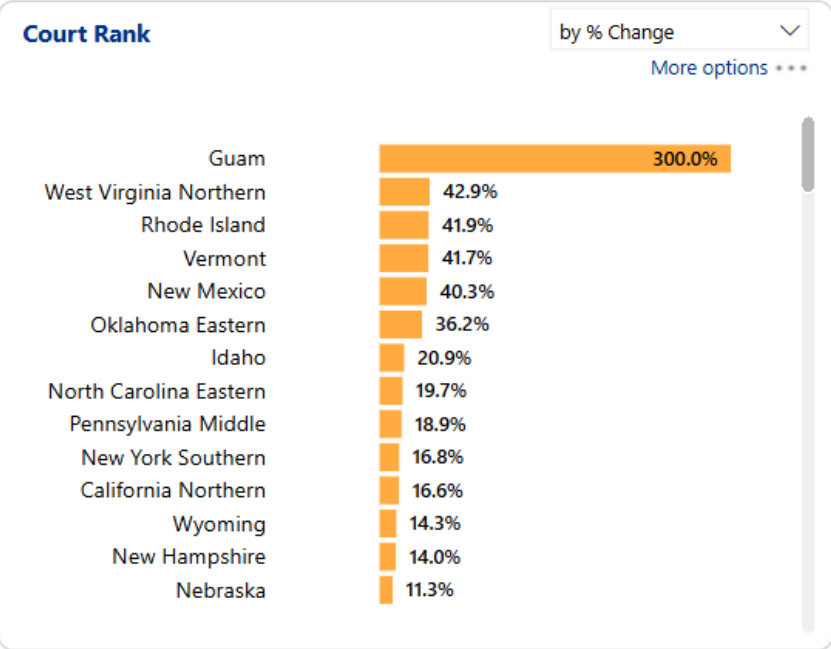 Court Rank
by % Change
More options
Guam 300.0%
West Virginia Northern 42.9%
Rhode Island 41.9%
Vermont 41.7%
New Mexico 40.3%
Oklahoma Eastern 36.2%
Idaho 20.9%
North Carolina Eastern 19.7%
Pennsylvania Middle 18.9%
New York Southern 16.8%
California Northern 16.6%
Wyoming 14.3%
New Hampshire 14.0%
Nebraska 11.3%